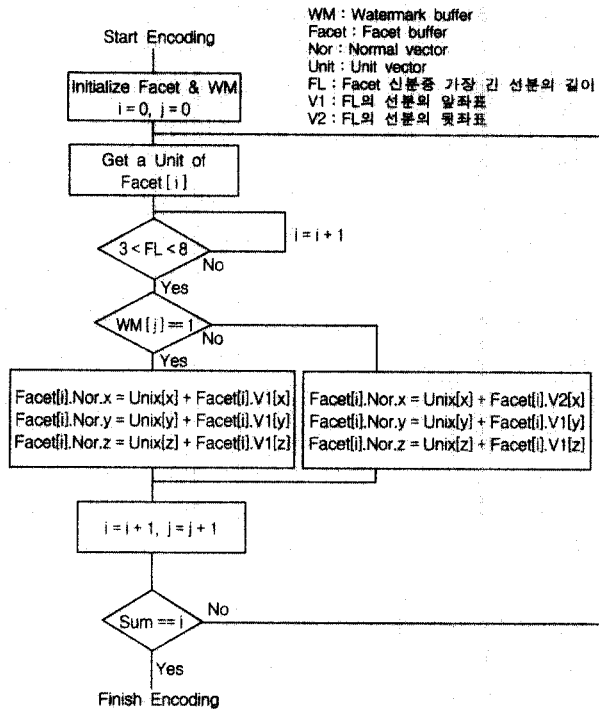 WM : Watermark buffer
Facet : Facet buffer
Nor : Normal vector
Unit : Unit vector
FL : Facet 신분중 가장 긴 선분의 길이
V1 : FL의 선분의 앞좌표
V2 : FL의 선분의 뒷좌표
Start Encoding
Initialize Facet & WM
i=0, j=0
Get a Unit of
Facet[i]
3 < FL < 8
i = i + 1
No
Yes
WM[j] == 1
No
Yes
Facet[i].Nor.x = Unix[x] + Facet[i].V1[x]
Facet[i].Nor.y = Unix[y] + Facet[i].V1[y]
Facet[i].Nor.z = Unix[z] + Facet[i].V1[z]
Facet[i].Nor.x = Unix[x] + Facet[i].V2[x]
Facet[i].Nor.y = Unix[y] + Facet[i].V1[y]
Facet[i].Nor.z = Unix[z] + Facet[i].V1[z]
i = i + 1, j = j + 1
Sum == i
No
Yes
Finish Encoding